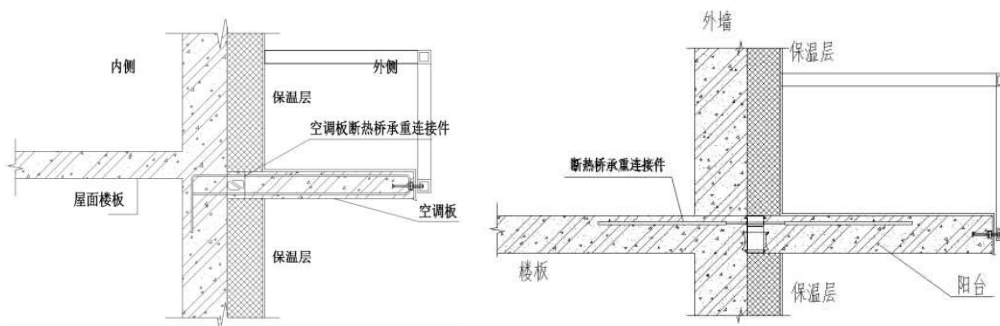 内侧
外侧
保温层
空调板断热桥承重连接件
屋面楼板
空调板
保温层
外墙
保温层
断热桥承重连接件
楼板
阳台
保温层